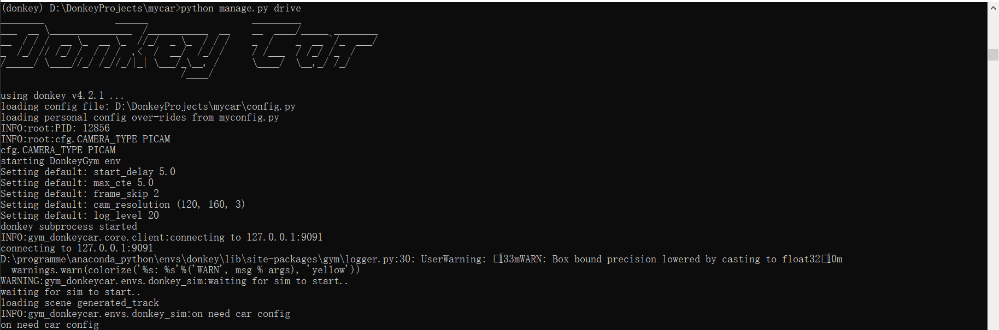 (donkey) D:\DonkeyProjects\mycar>python manage.py drive
Donkey Car
using donkey v4.2.1 ...
loading config file: D:\DonkeyProjects\mycar\config.py
loading personal config over-rides from myconfig.py
INFO:root:PID: 12856
INFO:root:cfg.CAMERA_TYPE PICAM
cfg.CAMERA_TYPE PICAM
starting DonkeyGym env
Setting default: start_delay 5.0
Setting default: max_cte 5.0
Setting default: frame_skip 2
Setting default: cam_resolution (120, 160, 3)
Setting default: log_level 20
donkey subprocess started
INFO:gym_donkeycar.core.client:connecting to 127.0.0.1:9091
connecting to 127.0.0.1:9091
D:\programme\anaconda_python\envs\donkey\lib\site-packages\gym\logger.py:30: UserWarning: □[33mWARN: Box bound precision lowered by casting to float32□[0m
  warnings.warn(colorize('%s: %s'%('WARN', msg % args), 'yellow'))
WARNING:gym_donkeycar.envs.donkey_sim:waiting for sim to start..
waiting for sim to start..
loading scene generated_track
INFO:gym_donkeycar.envs.donkey_sim:on need car config
on need car config